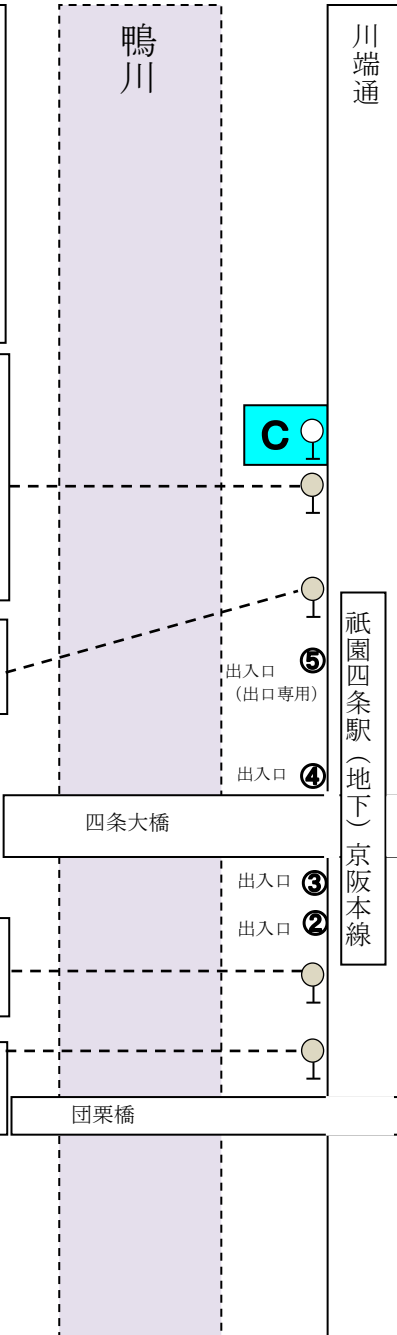 鴨川
川端通
C
⑤
出入口
（出口専用）
祇園四条駅（地下）京阪本線
出入口 ④
四条大橋
出入口 ③
出入口 ②
団栗橋